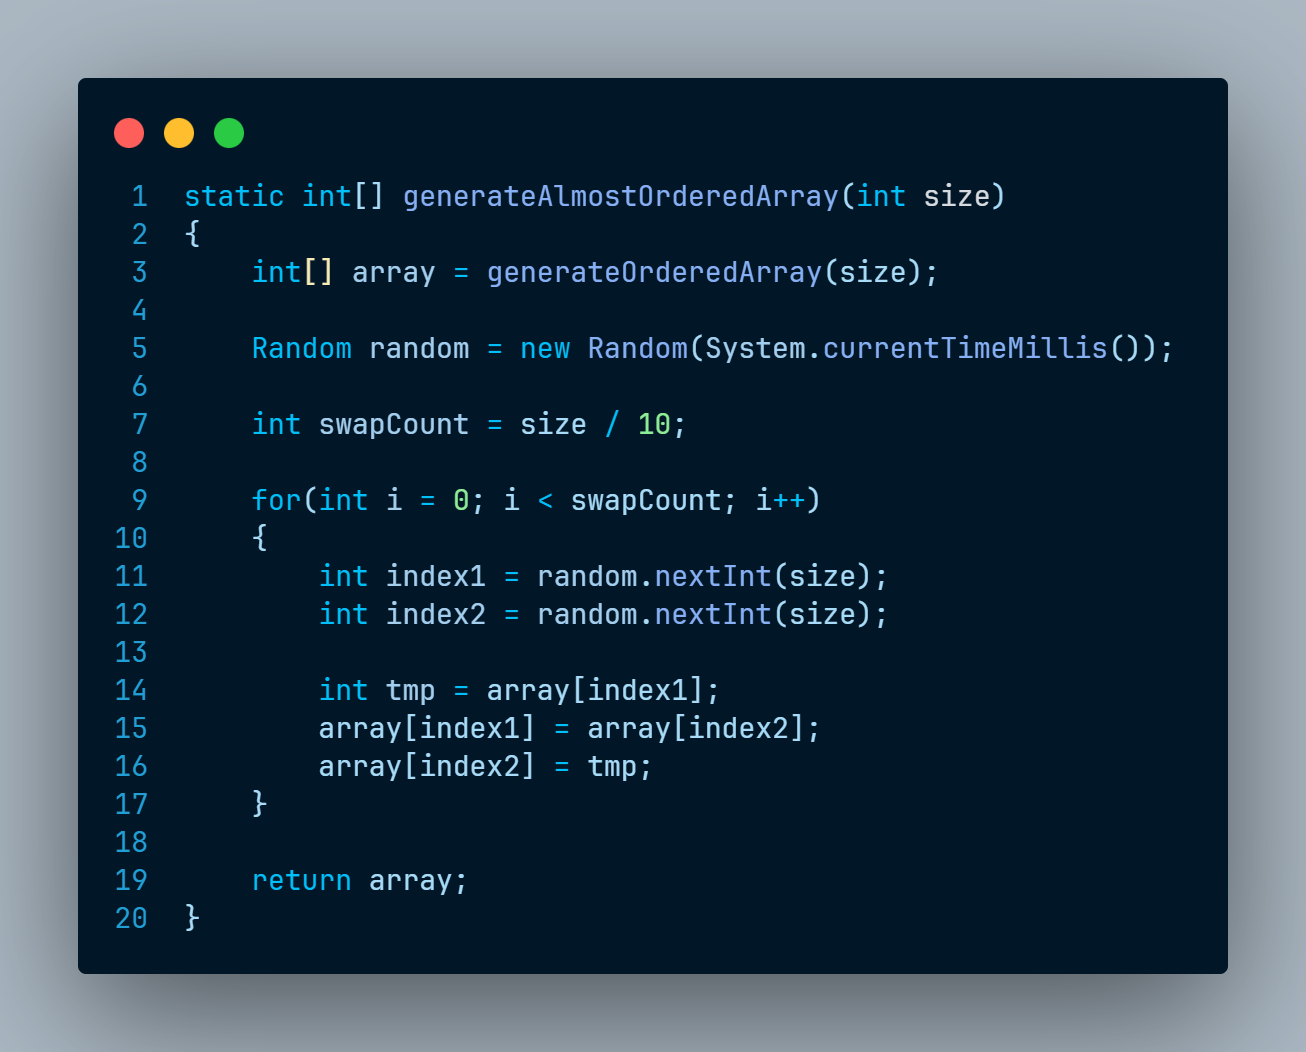 1 static int[] generateAlmostOrderedArray(int size)
2 {
3     int[] array = generateOrderedArray(size);
4
5     Random random = new Random(System.currentTimeMillis());
6
7     int swapCount = size / 10;
8
9     for(int i = 0; i < swapCount; i++)
10     {
11         int index1 = random.nextInt(size);
12         int index2 = random.nextInt(size);
13
14         int tmp = array[index1];
15         array[index1] = array[index2];
16         array[index2] = tmp;
17     }
18
19     return array;
20 }